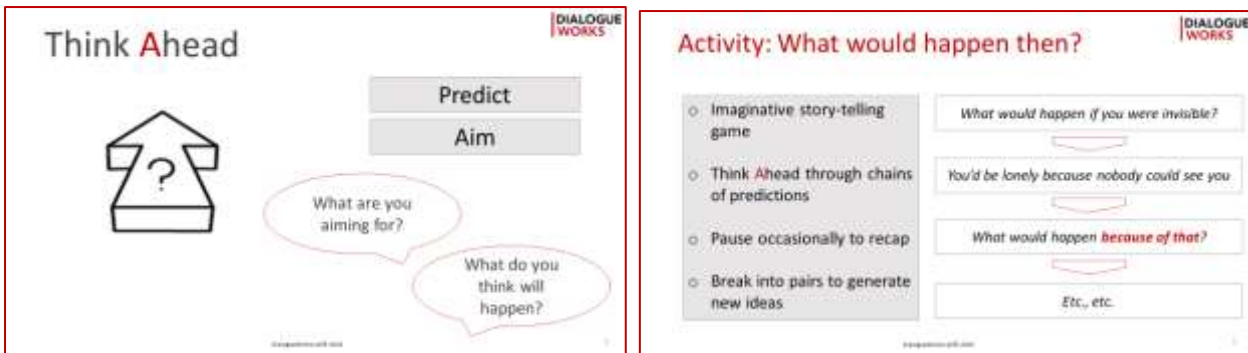 Think Ahead
DIALOGUE
WORKS
Predict
Aim
?
What are you
aiming for?
What do you
think will
happen?
Activity: What would happen then?
DIALOGUE
WORKS
o Imaginative story-telling
game
o Think Ahead through chains
of predictions
o Pause occasionally to recap
o Break into pairs to generate
new ideas
What would happen if you were invisible?
You'd be lonely because nobody could see you
What would happen because of that?
Etc., etc.